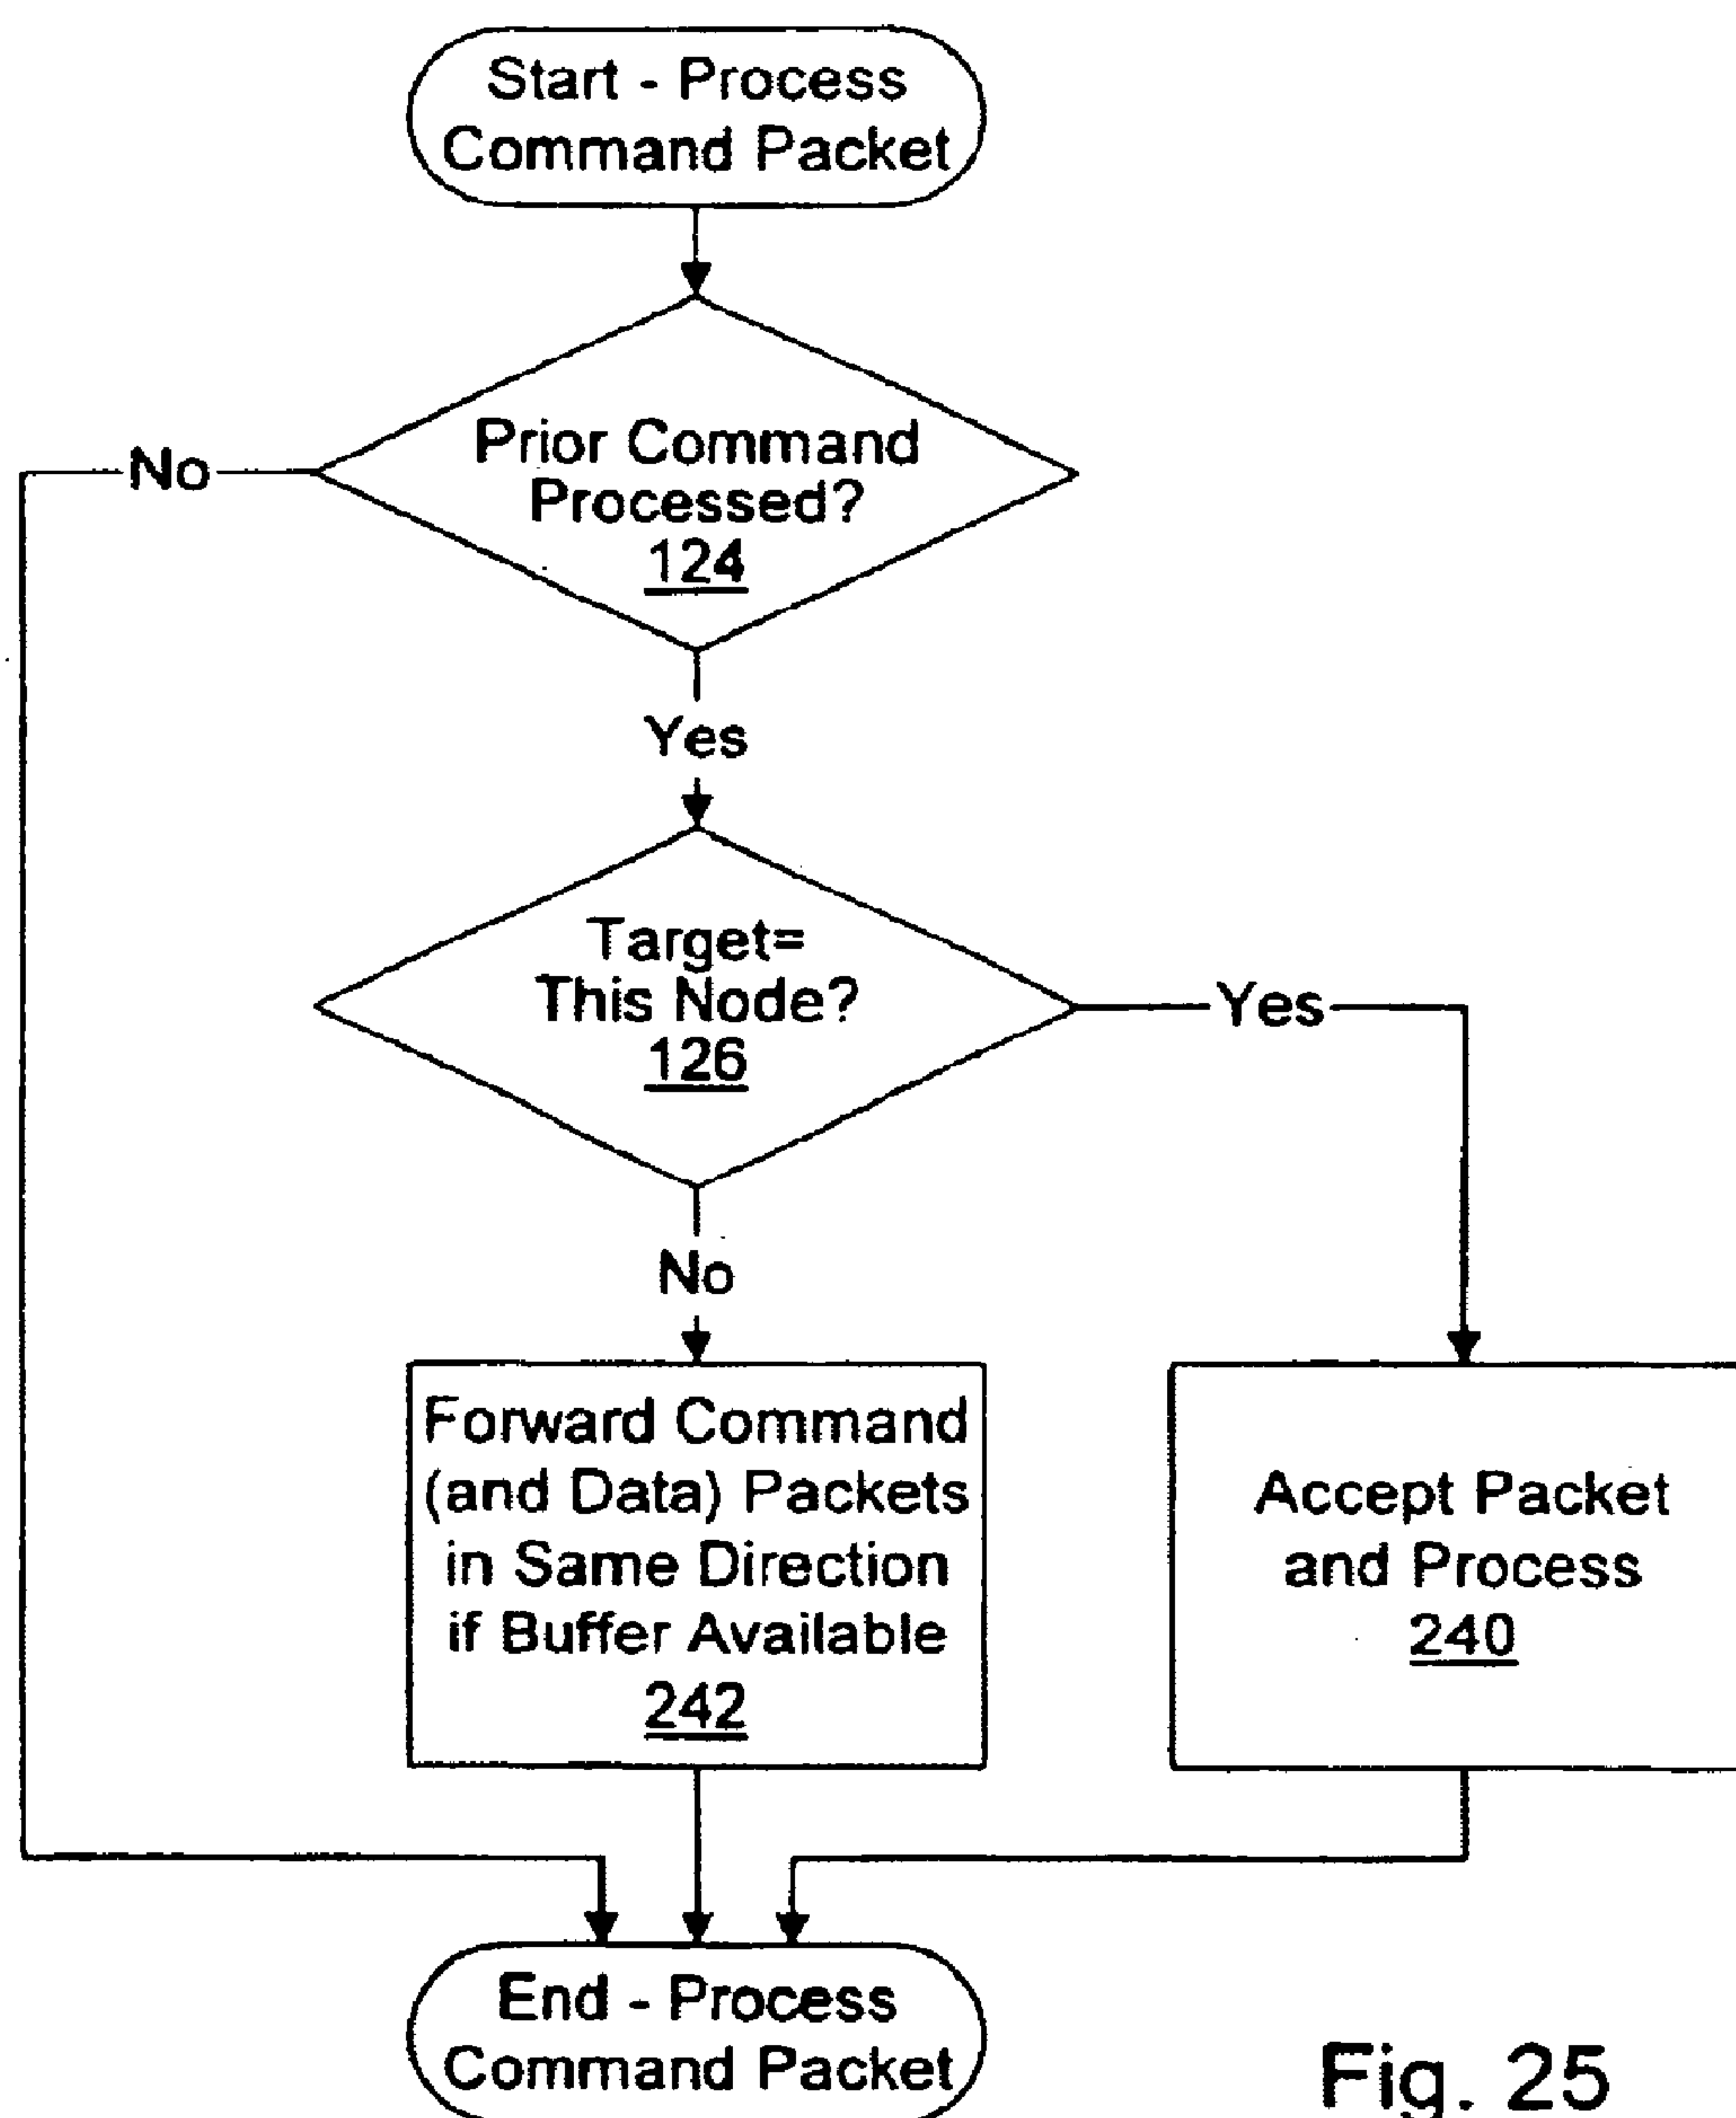 Start - Process
Command Packet
Prior Command
Processed?
124
No
Yes
Target=
This Node?
126
Yes
No
Forward Command
(and Data) Packets
in Same Direction
if Buffer Available
242
Accept Packet
and Process
240
End - Process
Command Packet
Fig. 25